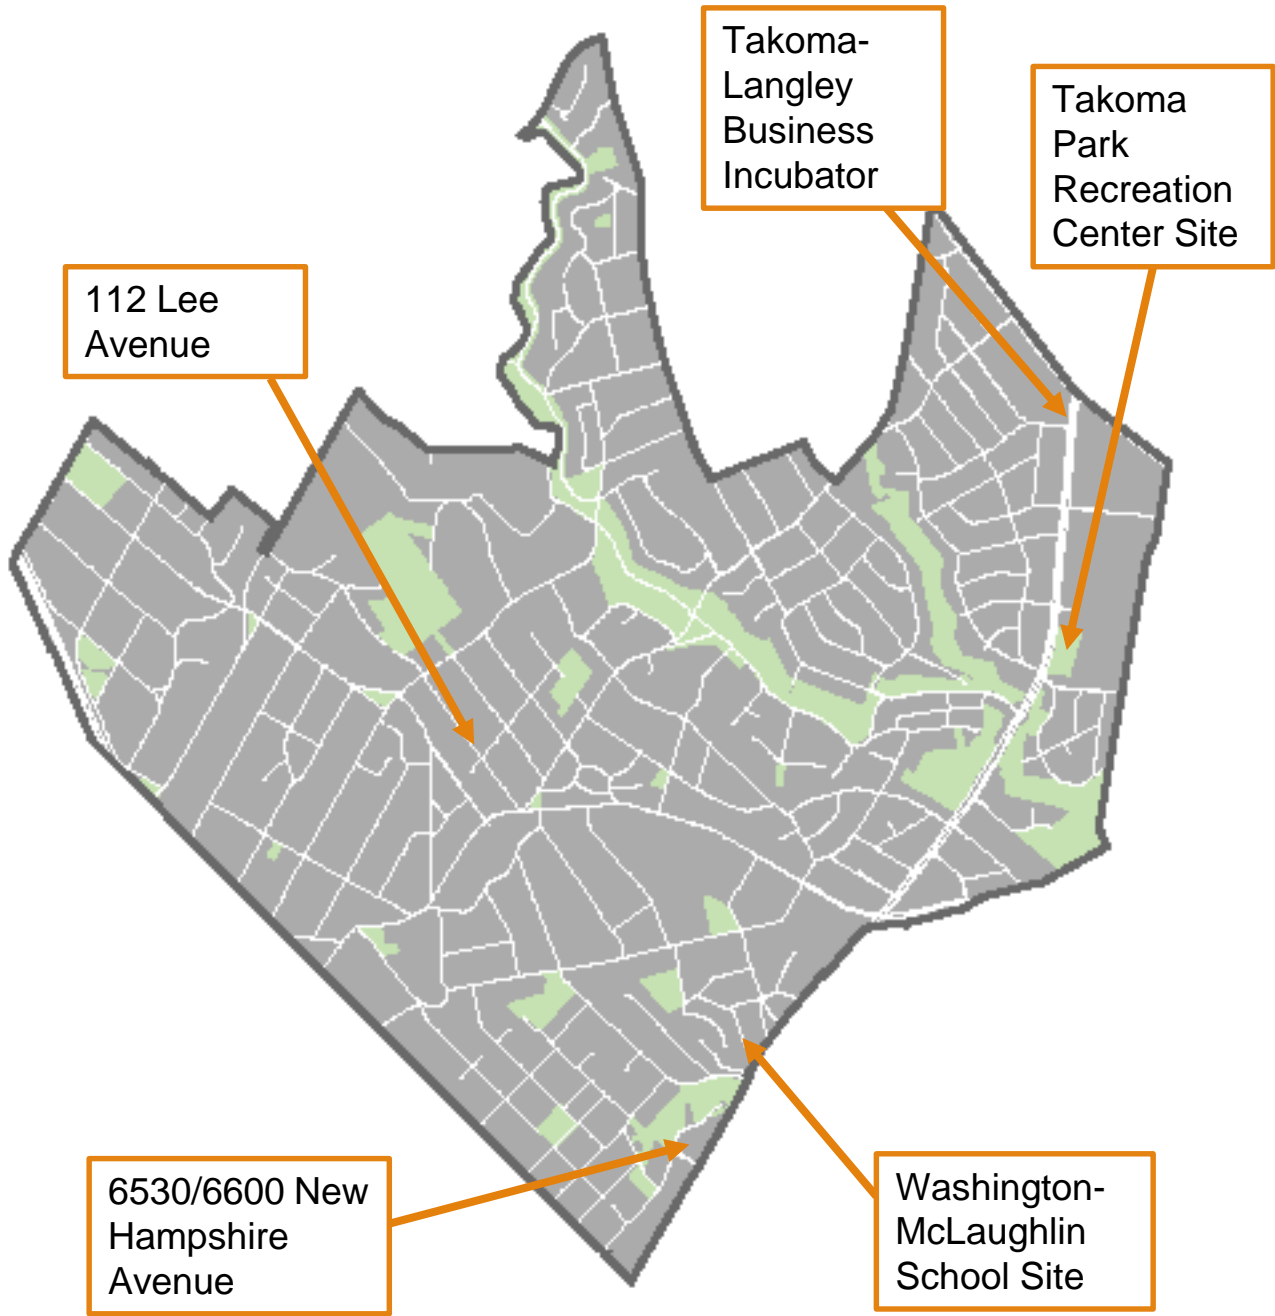 Takoma-
Langley
Business
Incubator
Takoma
Park
Recreation
Center Site
112 Lee
Avenue
6530/6600 New
Hampshire
Avenue
Washington-
McLaughlin
School Site